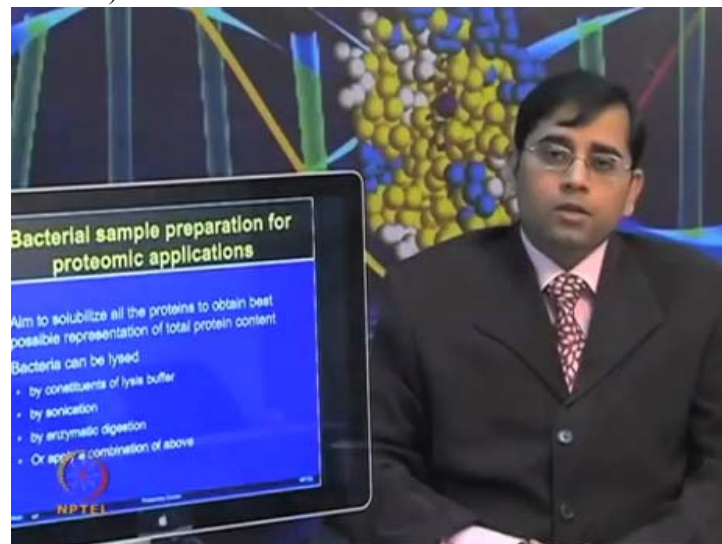 Bacterial sample preparation for
proteomic applications
Aim to solubilize all the proteins to obtain best
possible representation of total protein content
Bacteria can be lysed
• by constituents of lysis buffer
• by sonication
• by enzymatic digestion
• Or apply a combination of above
NPTEL